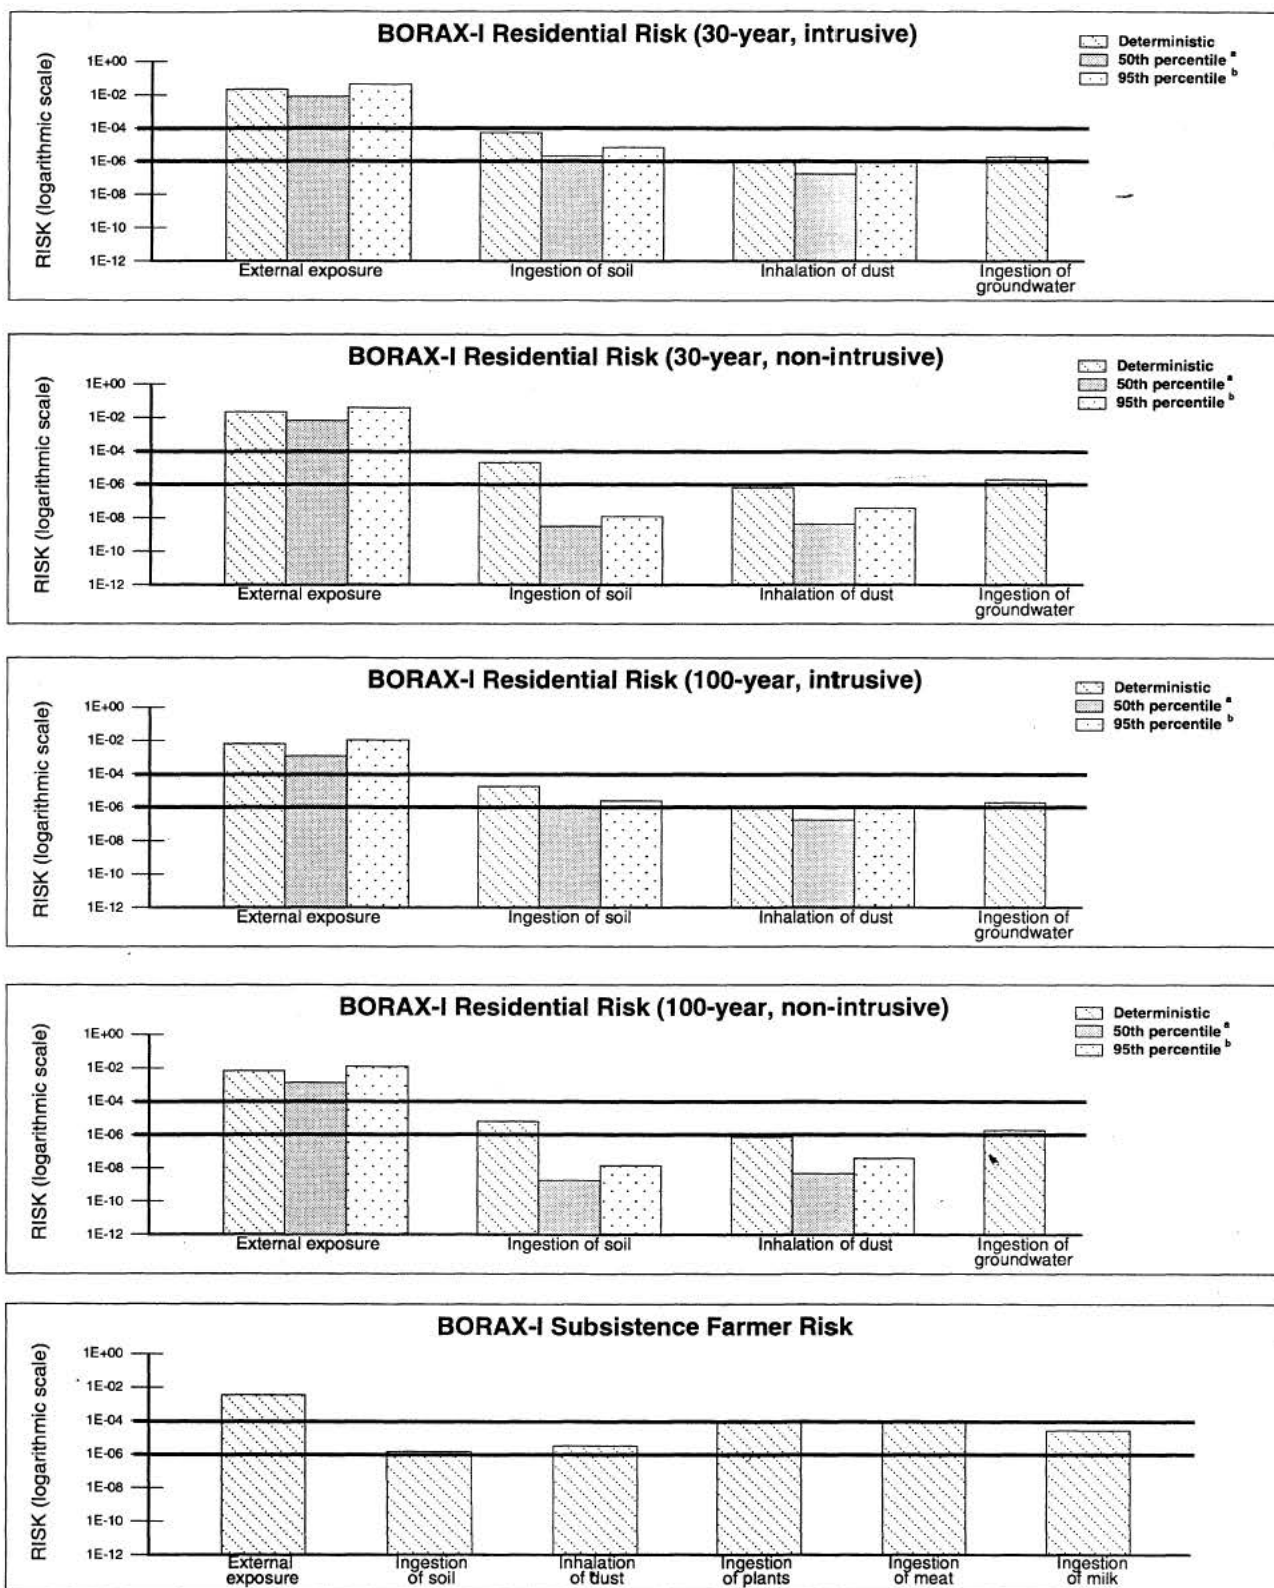 BORAX-I Residential Risk (30-year, intrusive)
Deterministic
50th percentile a
95th percentile b
RISK (logarithmic scale)
1E+00
1E-02
1E-04
1E-06
1E-08
1E-10
1E-12
External exposure
Ingestion of soil
Inhalation of dust
Ingestion of
groundwater
BORAX-I Residential Risk (30-year, non-intrusive)
Deterministic
50th percentile a
95th percentile b
RISK (logarithmic scale)
1E+00
1E-02
1E-04
1E-06
1E-08
1E-10
1E-12
External exposure
Ingestion of soil
Inhalation of dust
Ingestion of
groundwater
BORAX-I Residential Risk (100-year, intrusive)
Deterministic
50th percentile a
95th percentile b
RISK (logarithmic scale)
1E+00
1E-02
1E-04
1E-06
1E-08
1E-10
1E-12
External exposure
Ingestion of soil
Inhalation of dust
Ingestion of
groundwater
BORAX-I Residential Risk (100-year, non-intrusive)
Deterministic
50th percentile a
95th percentile b
RISK (logarithmic scale)
1E+00
1E-02
1E-04
1E-06
1E-08
1E-10
1E-12
External exposure
Ingestion of soil
Inhalation of dust
Ingestion of
groundwater
BORAX-I Subsistence Farmer Risk
RISK (logarithmic scale)
1E+00
1E-02
1E-04
1E-06
1E-08
1E-10
1E-12
External
exposure
Ingestion
of soil
Inhalation
of dust
Ingestion
of plants
Ingestion
of meat
Ingestion
of milk